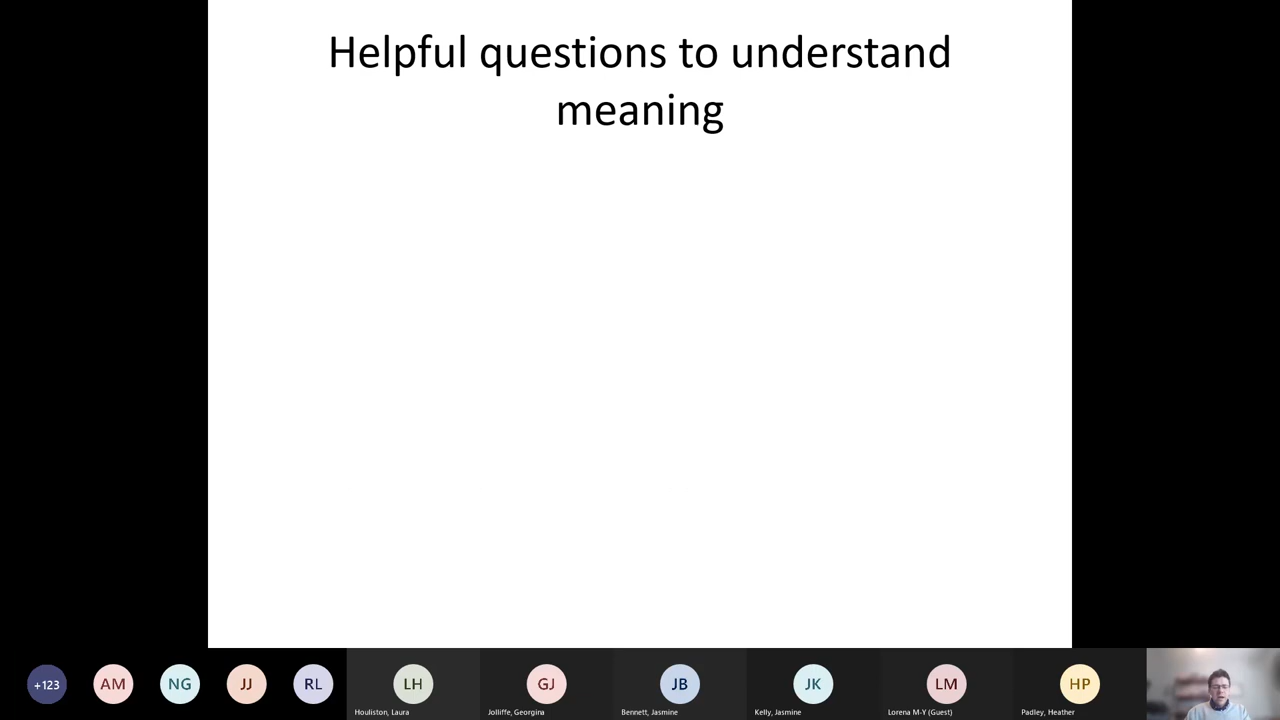 Helpful questions to understand
meaning
+123
AM
NG
JJ
RL
LH
GJ
JB
JK
LM
HP
Houliston, Laura
Jolliffe, Georgina
Bennett, Jasmine
Kelly, Jasmine
Lorena M-Y (Guest)
Padley, Heather